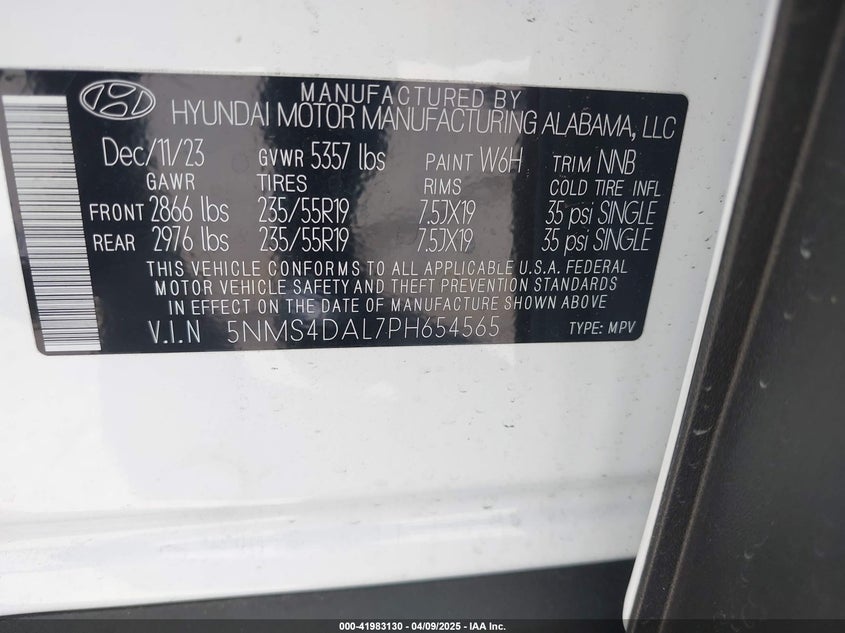 MANUFACTURED BY
HYUNDAI MOTOR MANUFACTURING ALABAMA, LLC
Dec/11/23 GVWR 5357 lbs PAINT W6H TRIM NNB
GAWR TIRES RIMS COLD TIRE INFL
FRONT 2866 lbs 235/55R19 7.5JX19 35 psi SINGLE
REAR 2976 lbs 235/55R19 7.5JX19 35 psi SINGLE
THIS VEHICLE CONFORMS TO ALL APPLICABLE U.S.A. FEDERAL
MOTOR VEHICLE SAFETY AND THEFT PREVENTION STANDARDS
IN EFFECT ON THE DATE OF MANUFACTURE SHOWN ABOVE
V.I.N 5NMS4DAL7PH654565 TYPE: MPV
000-41983130 - 04/09/2025 - IAA Inc.